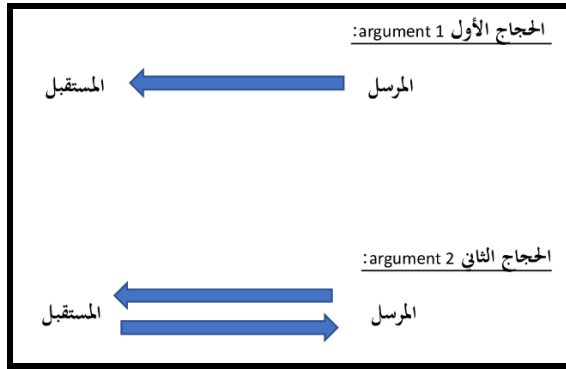 الحجاج الأول argument 1:
المرسل المستقبل
الحجاج الثاني argument 2:
المرسل المستقبل